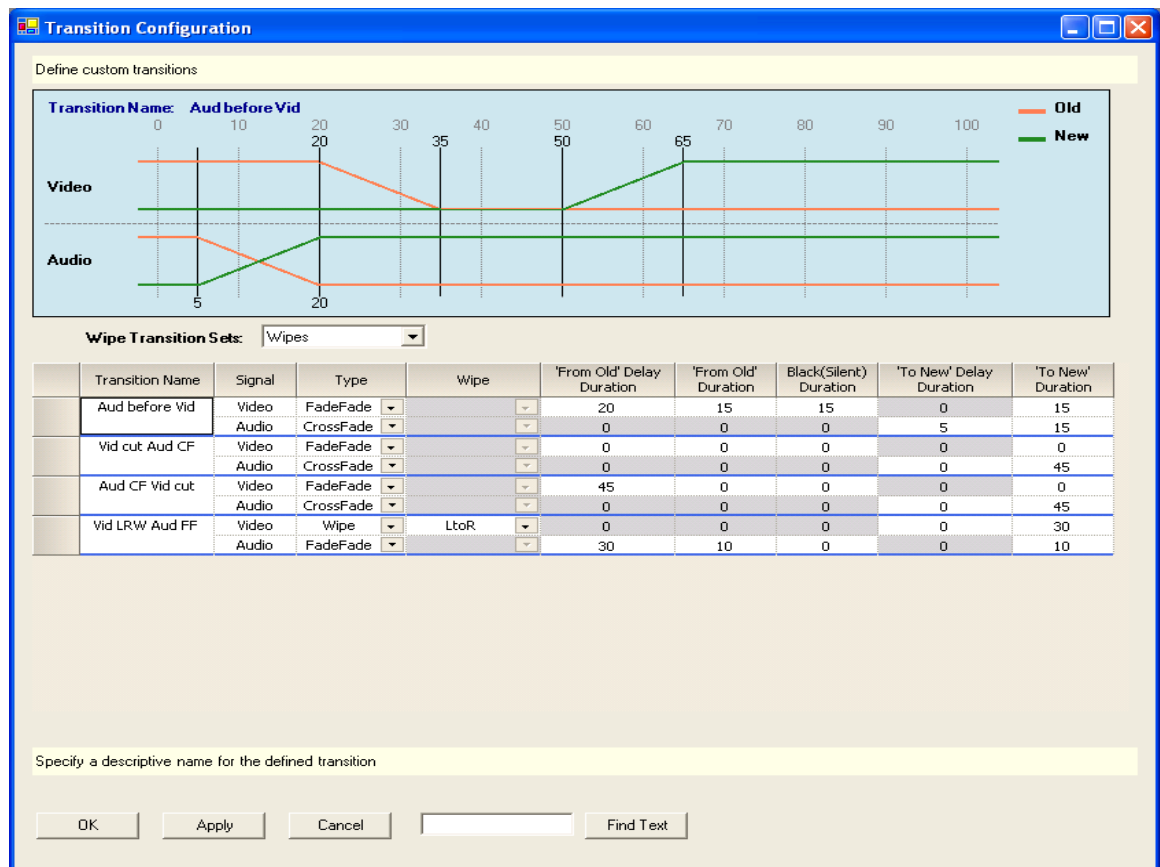 Transition Configuration
Define custom transitions
Transition Name: Aud before Vid
Old
New
0 10 20 30 40 50 60 70 80 90 100
20 35 50 65
Video
Audio
5 20
Wipe Transition Sets: Wipes
Transition Name Signal Type Wipe 'From Old' Delay Duration 'From Old' Duration Black(Silent) Duration 'To New' Delay Duration 'To New' Duration
Aud before Vid Video FadeFade 20 15 15 0 15
Audio CrossFade 0 0 0 5 15
Vid cut Aud CF Video FadeFade 0 0 0 0 0
Audio CrossFade 0 0 0 0 45
Aud CF Vid cut Video FadeFade 45 0 0 0 0
Audio CrossFade 0 0 0 0 45
Vid LRW Aud FF Video Wipe LtoR 0 0 0 0 30
Audio FadeFade 30 10 0 0 10
Specify a descriptive name for the defined transition
OK Apply Cancel Find Text